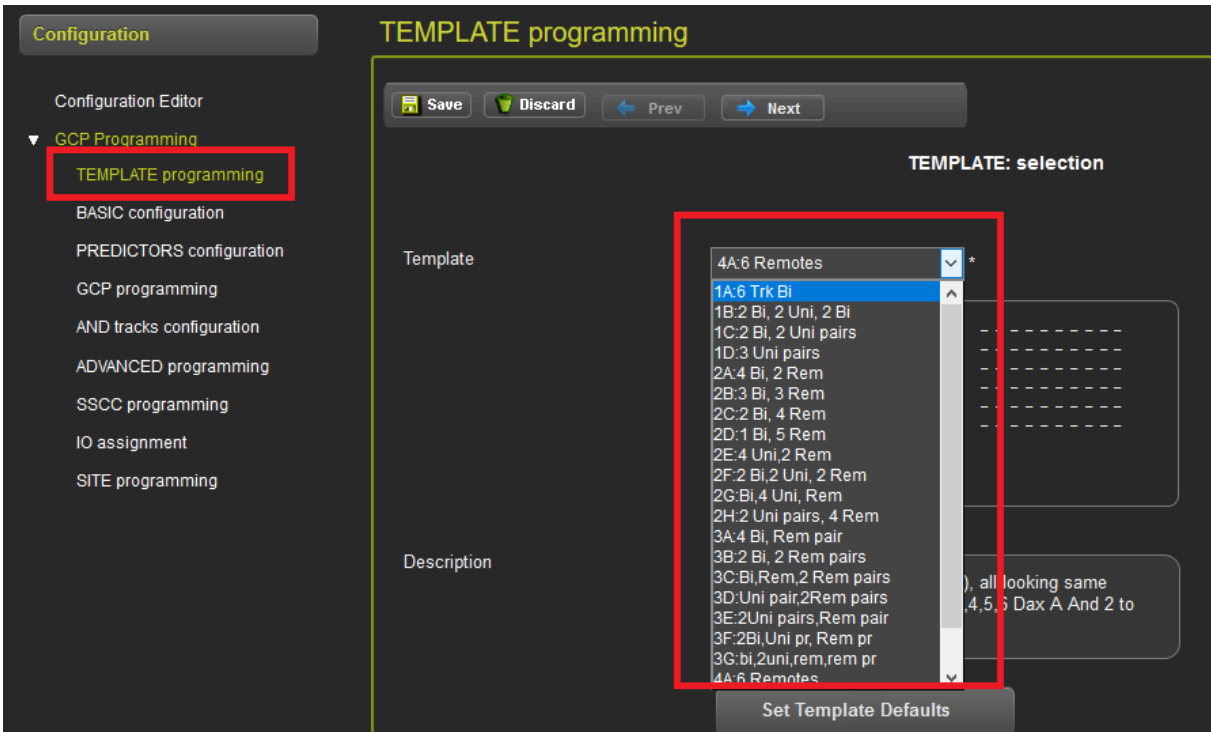 Configuration
TEMPLATE programming
Configuration Editor
GCP Programming
TEMPLATE programming
BASIC configuration
PREDICTORS configuration
GCP programming
AND tracks configuration
ADVANCED programming
SSCC programming
IO assignment
SITE programming
Save Discard Prev Next
TEMPLATE: selection
Template
4A:6 Remotes *
1A:6 Trk Bi
1B:2 Bi, 2 Uni, 2 Bi
1C:2 Bi, 2 Uni pairs
1D:3 Uni pairs
2A:4 Bi, 2 Rem
2B:3 Bi, 3 Rem
2C:2 Bi, 4 Rem
2D:1 Bi, 5 Rem
2E:4 Uni,2 Rem
2F:2 Bi,2 Uni, 2 Rem
2G:Bi,4 Uni, Rem
2H:2 Uni pairs, 4 Rem
3A:4 Bi, Rem pair
3B:2 Bi, 2 Rem pairs
3C:Bi,Rem,2 Rem pairs
3D:Uni pair,2Rem pairs
3E:2Uni pairs,Rem pair
3F:2Bi,Uni pr, Rem pr
3G:bi,2uni,rem,rem pr
4A:6 Remotes
- - - - - - - - - -
- - - - - - - - - -
- - - - - - - - - -
- - - - - - - - - -
- - - - - - - - - -
- - - - - - - - - -
Description
), all looking same
,4,5,6 Dax A And 2 to
Set Template Defaults